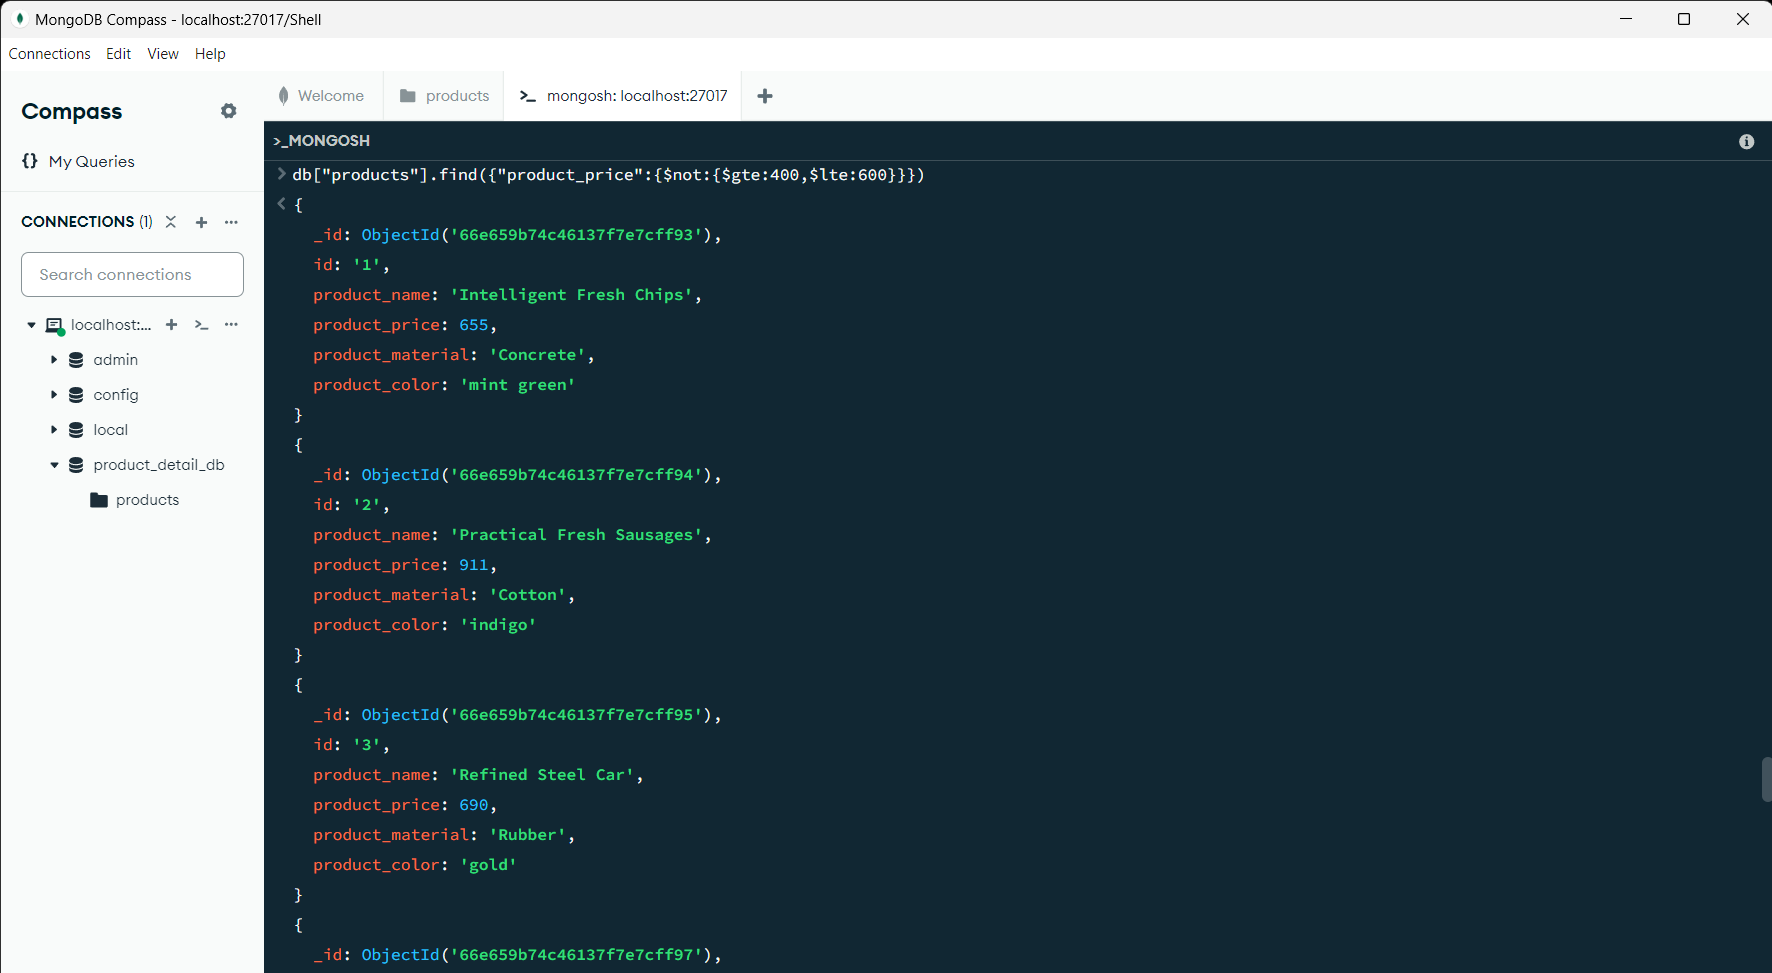 MongoDB Compass - localhost:27017/Shell
Connections Edit View Help
Compass
My Queries
CONNECTIONS (1)
Search connections
localhost:...
admin
config
local
product_detail_db
products
Welcome products >_ mongosh: localhost:27017
>_MONGOSH
db["products"].find({"product_price":{$not:{$gte:400,$lte:600}}})
{
_id: ObjectId('66e659b74c46137f7e7cff93'),
id: '1',
product_name: 'Intelligent Fresh Chips',
product_price: 655,
product_material: 'Concrete',
product_color: 'mint green'
}
{
_id: ObjectId('66e659b74c46137f7e7cff94'),
id: '2',
product_name: 'Practical Fresh Sausages',
product_price: 911,
product_material: 'Cotton',
product_color: 'indigo'
}
{
_id: ObjectId('66e659b74c46137f7e7cff95'),
id: '3',
product_name: 'Refined Steel Car',
product_price: 690,
product_material: 'Rubber',
product_color: 'gold'
}
{
_id: ObjectId('66e659b74c46137f7e7cff97'),